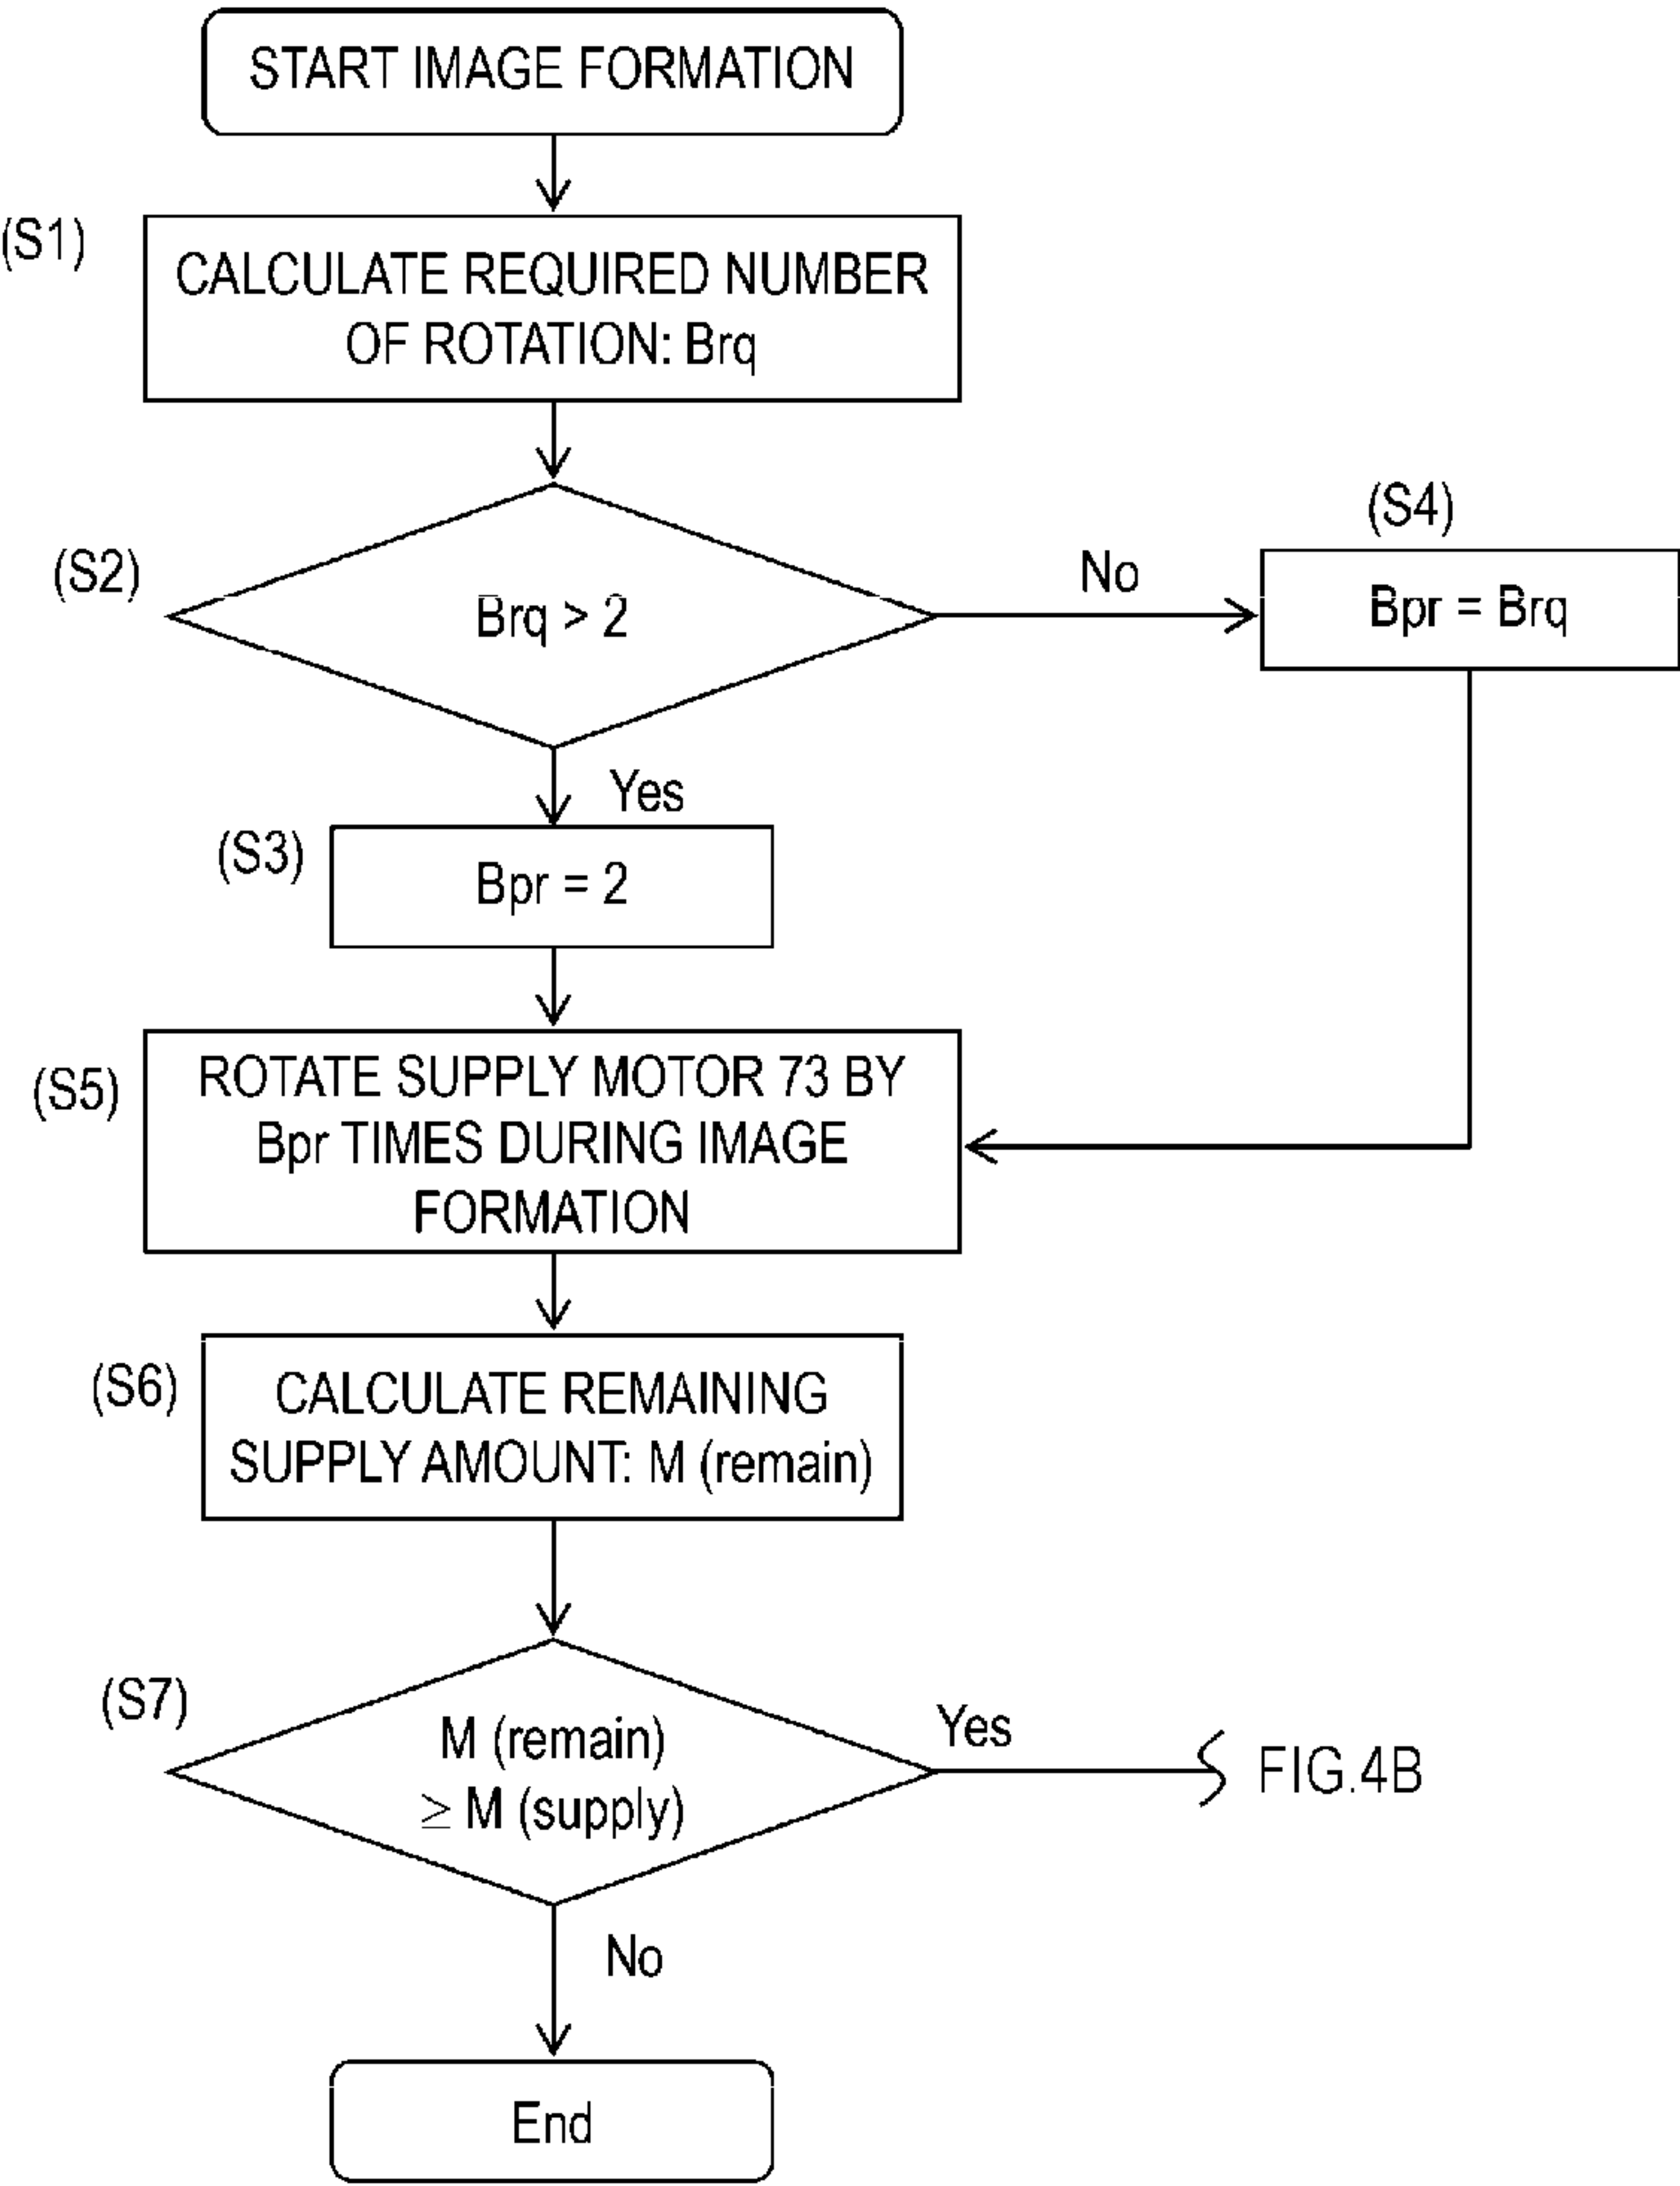 START IMAGE FORMATION
(S1)
CALCULATE REQUIRED NUMBER
OF ROTATION: Brq
(S2)
Brq > 2
No
(S4)
Bpr = Brq
Yes
(S3)
Bpr = 2
(S5)
ROTATE SUPPLY MOTOR 73 BY
Bpr TIMES DURING IMAGE
FORMATION
(S6)
CALCULATE REMAINING
SUPPLY AMOUNT: M (remain)
(S7)
M (remain)
≥ M (supply)
Yes
FIG.4B
No
End